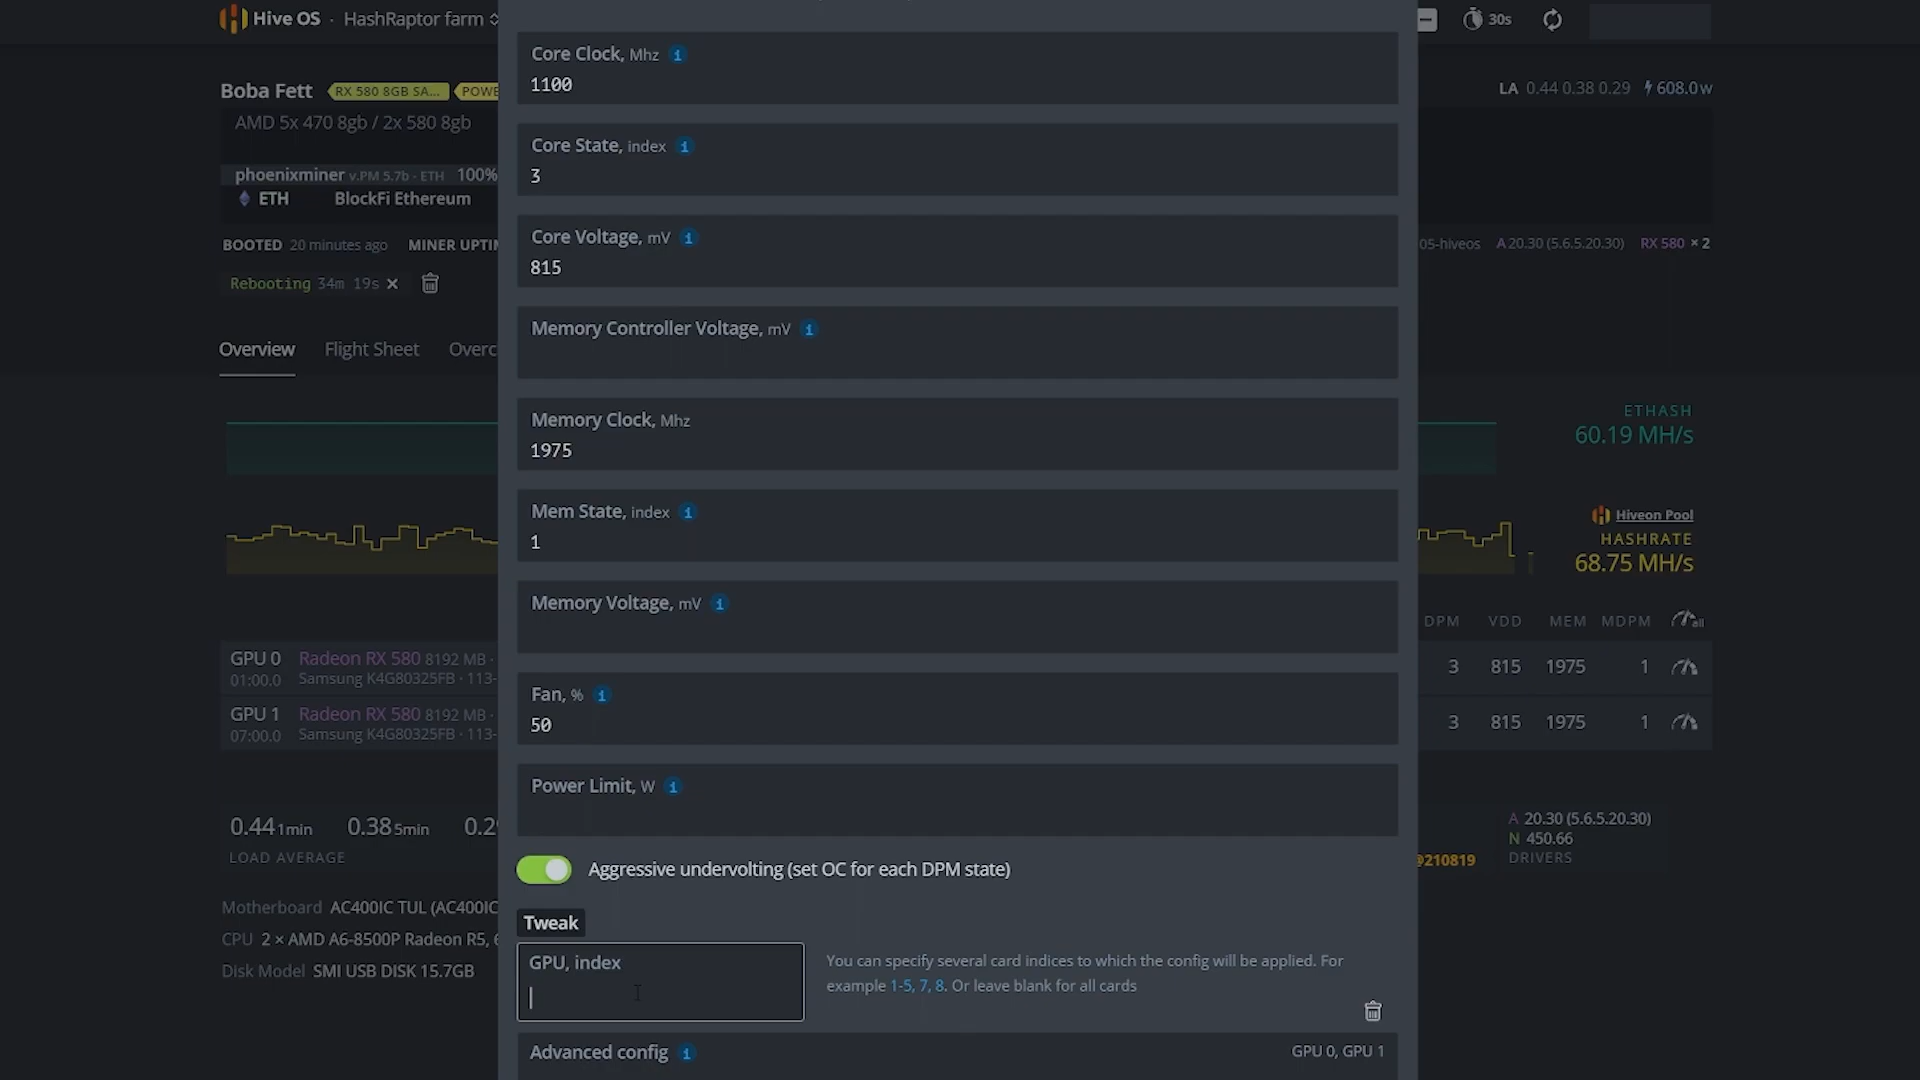 Hive OS · HashRaptor farm
30s
Boba Fett RX 580 8GB SA... POWE
LA 0.44 0.38 0.29 608.0w
AMD 5x 470 8gb / 2x 580 8gb
phoenixminer v.PM 5.7b - ETH 100%
ETH BlockFi Ethereum
BOOTED 20 minutes ago MINER UPTIM
05-hiveos A 20.30 (5.6.5.20.30) RX 580 × 2
Rebooting 34m 19s ×
Overview Flight Sheet Overc
Core Clock, Mhz i
1100
Core State, index i
3
Core Voltage, mV i
815
Memory Controller Voltage, mV i
Memory Clock, Mhz
1975
Mem State, index i
1
Memory Voltage, mV i
Fan, % i
50
Power Limit, W i
Aggressive undervolting (set OC for each DPM state)
Tweak
GPU, index
You can specify several card indices to which the config will be applied. For
example 1-5, 7, 8. Or leave blank for all cards
Advanced config i GPU 0, GPU 1
ETHASH
60.19 MH/s
Hiveon Pool
HASHRATE
68.75 MH/s
DPM VDD MEM MDPM all
GPU 0 Radeon RX 580 8192 MB ·
01:00.0 Samsung K4G80325FB · 113-
3 815 1975 1
GPU 1 Radeon RX 580 8192 MB ·
07:00.0 Samsung K4G80325FB · 113-
3 815 1975 1
0.44 1min 0.38 5min 0.29
LOAD AVERAGE
A 20.30 (5.6.5.20.30)
N 450.66
@210819 DRIVERS
Motherboard AC400IC TUL (AC400IC
CPU 2 × AMD A6-8500P Radeon R5, 6
Disk Model SMI USB DISK 15.7GB